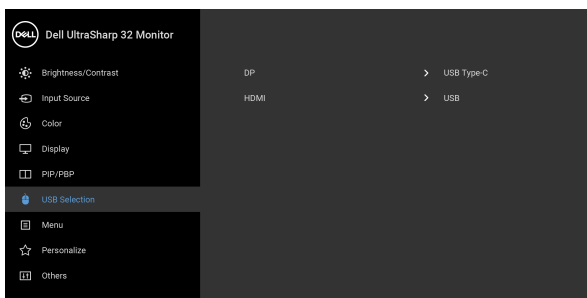 DELL Dell UltraSharp 32 Monitor
Brightness/Contrast
DP > USB Type-C
Input Source
HDMI > USB
Color
Display
PIP/PBP
USB Selection
Menu
Personalize
Others